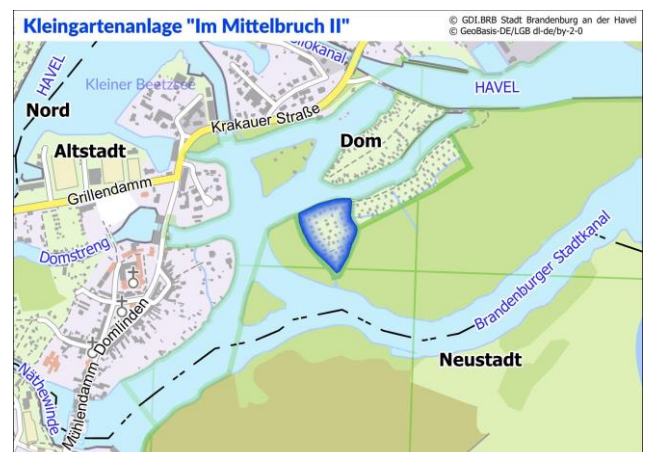 Kleingartenanlage "Im Mittelbruch II"
© GDI.BRB Stadt Brandenburg an der Havel
© GeoBasis-DE/LGB dl-de/by-2-0
HAVEL
Kleiner Beetzsee
HAVEL
Nord
Krakauer Straße
Dom
Altstadt
Grillendamm
Domstreng
Brandenburger Stadtkanal
Domlinden
Neustadt
Näthewinde
Mühlendamm